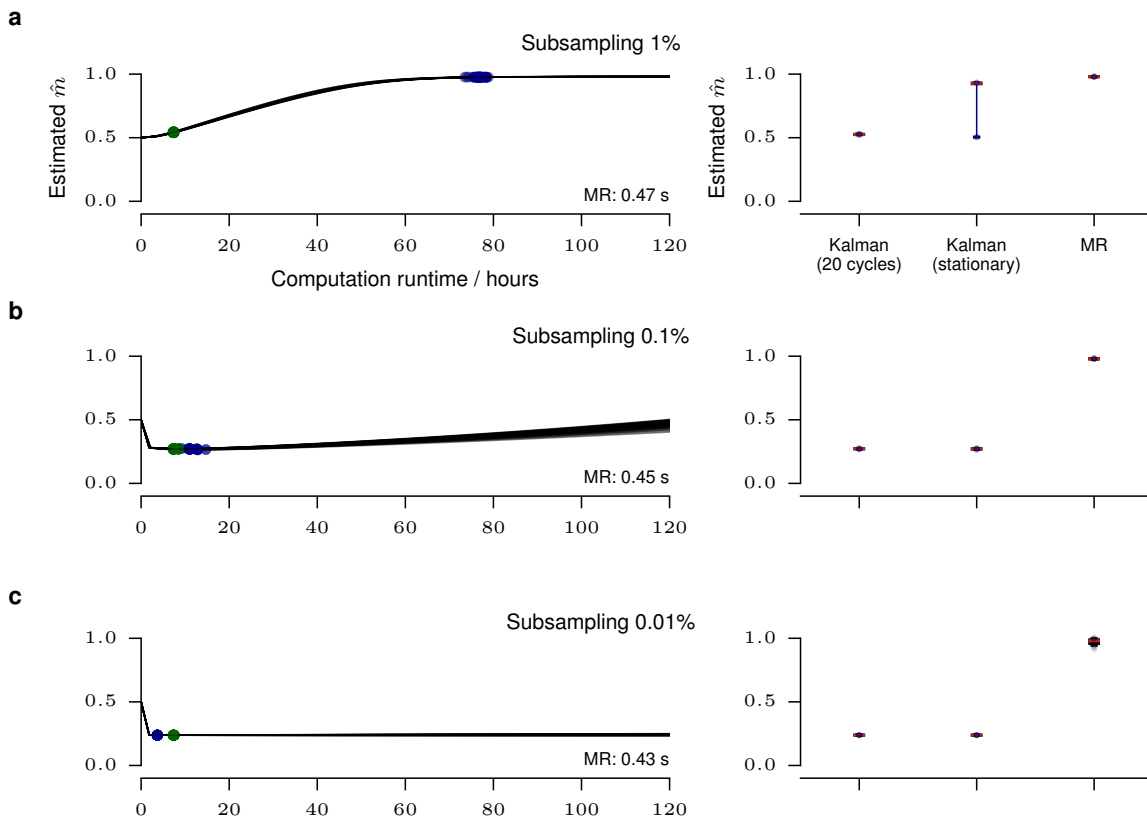 a
Subsampling 1%
Estimated m̂
1.0
0.5
0.0
MR: 0.47 s
0 20 40 60 80 100 120
Computation runtime / hours
Estimated m̂
1.0
0.5
0.0
Kalman
(20 cycles)
Kalman
(stationary)
MR
b
Subsampling 0.1%
1.0
0.5
0.0
MR: 0.45 s
0 20 40 60 80 100 120
1.0
0.5
0.0
c
Subsampling 0.01%
1.0
0.5
0.0
MR: 0.43 s
0 20 40 60 80 100 120
1.0
0.5
0.0